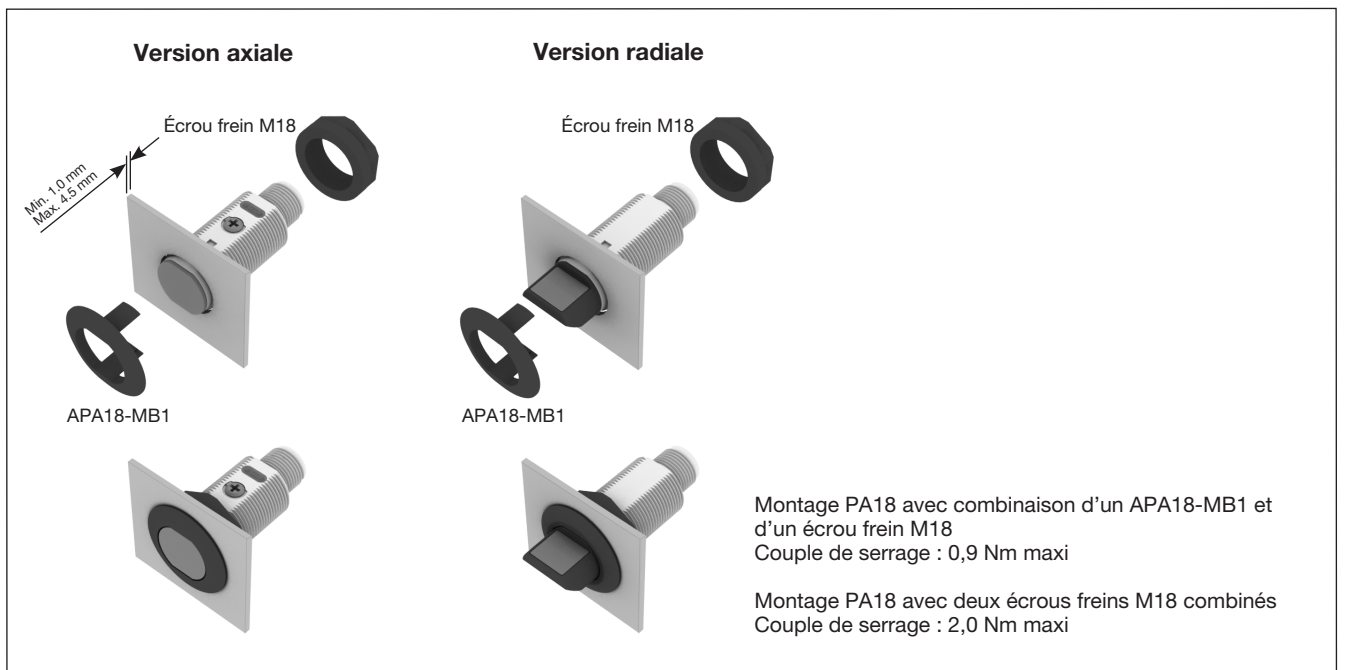 Version axiale
Version radiale
Écrou frein M18
Écrou frein M18
Min. 1.0 mm
Max. 4.5 mm
APA18-MB1
APA18-MB1
Montage PA18 avec combinaison d’un APA18-MB1 et
d’un écrou frein M18
Couple de serrage : 0,9 Nm maxi
Montage PA18 avec deux écrous freins M18 combinés
Couple de serrage : 2,0 Nm maxi